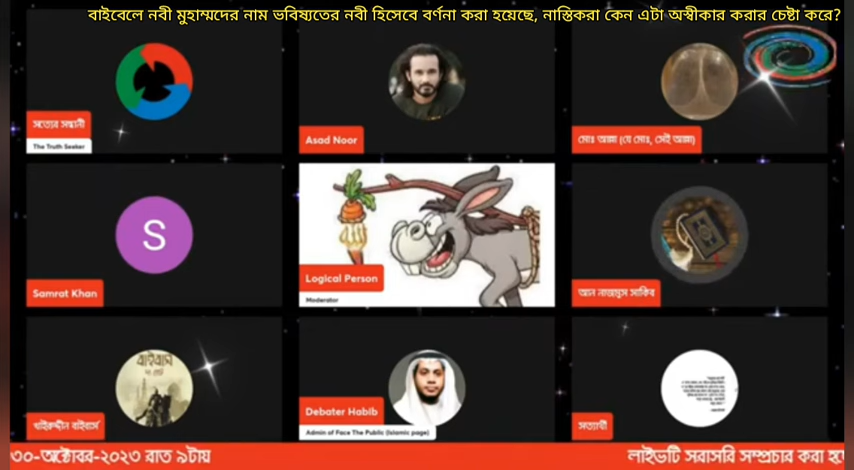 বাইবেলে নবী মুহাম্মদের নাম ভবিষ্যতের নবী হিসেবে বর্ণনা করা হয়েছে, নাস্তিকরা কেন এটা অস্বীকার করার চেষ্টা করে?
সত্যের সন্ধানী
The Truth Seeker
Asad Noor
মোঃ আল্লা (যে মোঃ, সেই আল্লা)
S
Samrat Khan
Logical Person
Moderator
আন নাজমুস সাকিব
বাইবার্স
খাইরুদ্দীন বাইবার্স
Debater Habib
Admin of Face The Public (Islamic page)
সত্যার্থী
৩০-অক্টোবর-২০২৩ রাত ৯টায়
লাইভটি সরাসরি সম্প্রচার করা